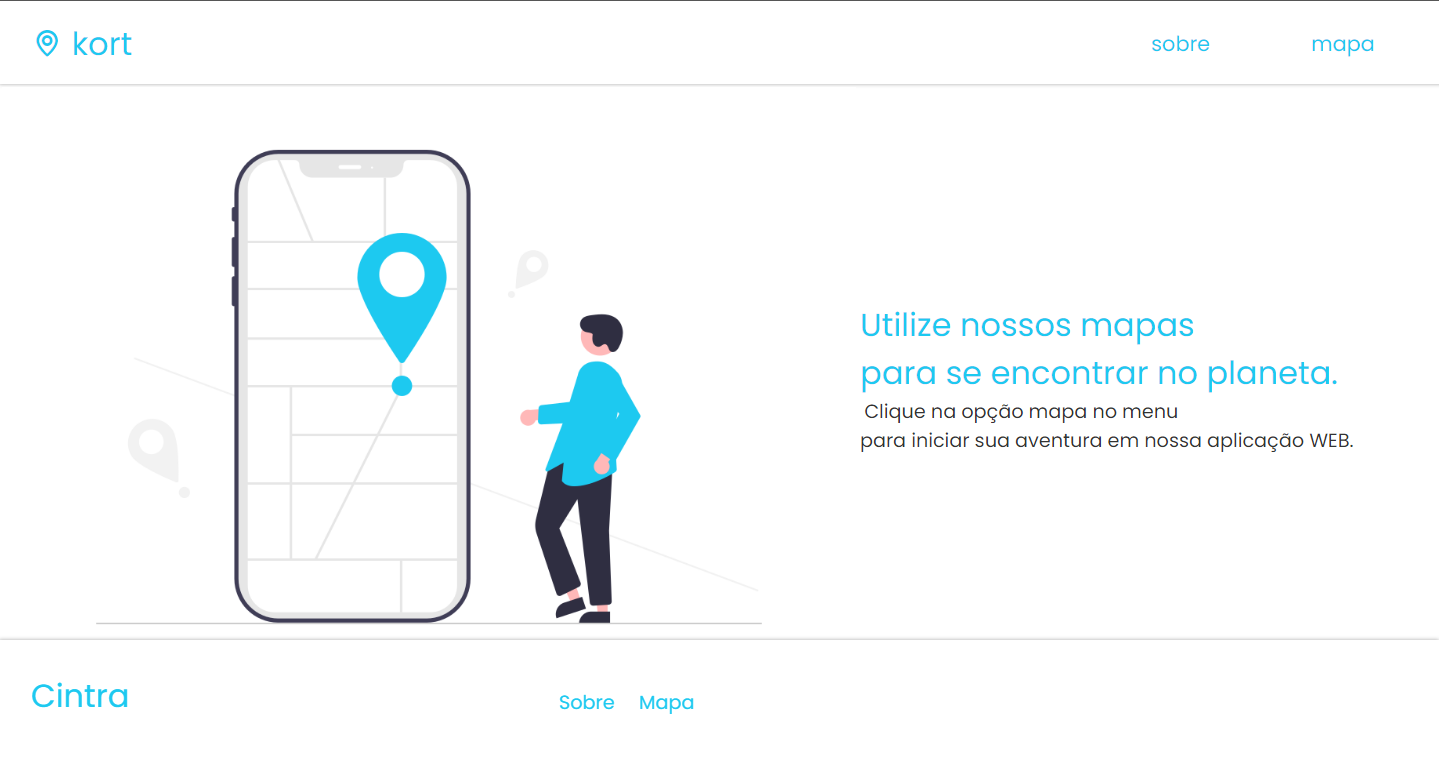 kort
sobre mapa
Utilize nossos mapas
para se encontrar no planeta.
Clique na opção mapa no menu
para iniciar sua aventura em nossa aplicação WEB.
Cintra
Sobre Mapa